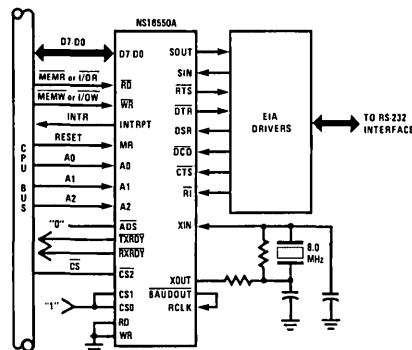 NS16550A
D7-D0
D7-D0
MEMR or I/OR
RD
MEMW or I/OW
WR
INTR
INTRPT
RESET
MR
A0
A0
A1
A1
A2
A2
"0"
ADS
TXRDY
RXRDY
CS
CS2
"1"
CS1
CS0
RD
WR
CPU BUS
SOUT
SIN
RTS
DTR
DSR
DCD
CTS
RI
XIN
XOUT
BAUDOUT
RCLK
EIA
DRIVERS
TO RS-232
INTERFACE
8.0
MHz